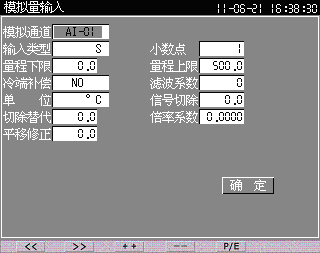 模拟量输入 11-06-21 16:38:30
模拟通道 AI-01
输入类型 S 小数点 1
量程下限 0.0 量程上限 500.0
冷端补偿 NO 滤波系数 0
单 位 °C 信号切除 0.0
切除替代 0.0 倍率系数 0.0000
平移修正 0.0
确 定
<< >> ++ -- P/E